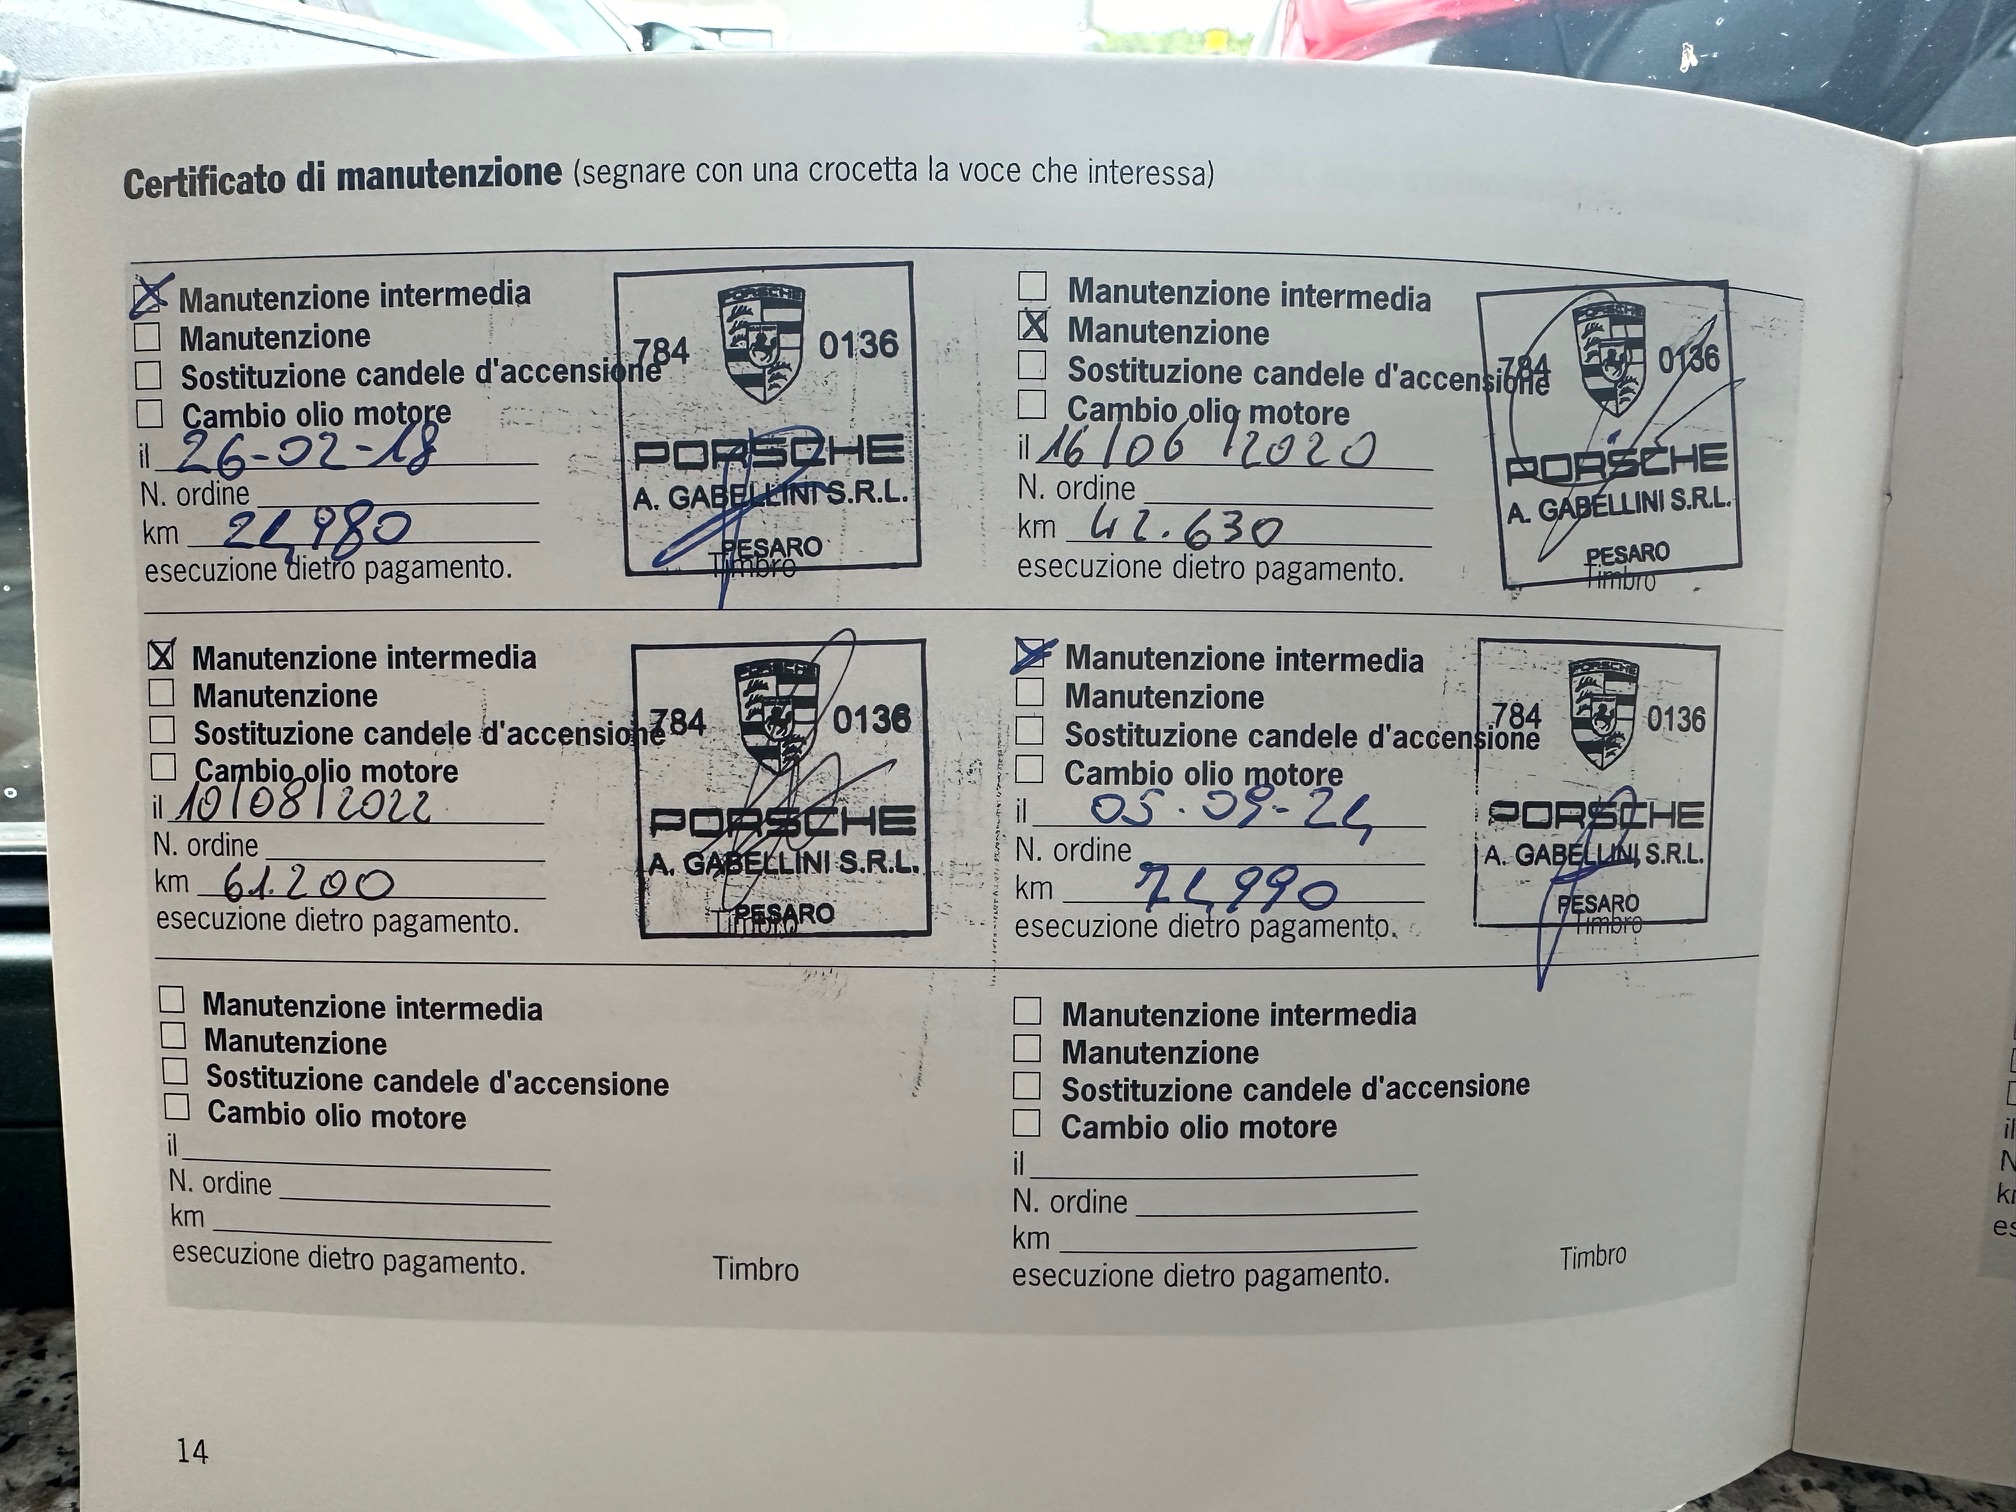 Certificato di manutenzione (segnare con una crocetta la voce che interessa)
Manutenzione intermedia
Manutenzione
Sostituzione candele d'accensione
Cambio olio motore
il 26-02-18
N. ordine
km 24980
esecuzione dietro pagamento.
PORSCHE
784 0136
PORSCHE
A. GABELLINI S.R.L.
PESARO
Timbro
Manutenzione intermedia
Manutenzione
Sostituzione candele d'accensione
Cambio olio motore
il 16/06/2020
N. ordine
km 42.630
esecuzione dietro pagamento.
PORSCHE
784 0136
PORSCHE
A. GABELLINI S.R.L.
PESARO
Timbro
Manutenzione intermedia
Manutenzione
Sostituzione candele d'accensione
Cambio olio motore
il 10/08/2022
N. ordine
km 61.200
esecuzione dietro pagamento.
PORSCHE
784 0136
PORSCHE
A. GABELLINI S.R.L.
PESARO
Timbro
Manutenzione intermedia
Manutenzione
Sostituzione candele d'accensione
Cambio olio motore
il 05.09-24
N. ordine
km 74990
esecuzione dietro pagamento.
PORSCHE
784 0136
PORSCHE
A. GABELLINI S.R.L.
PESARO
Timbro
Manutenzione intermedia
Manutenzione
Sostituzione candele d'accensione
Cambio olio motore
il
N. ordine
km
esecuzione dietro pagamento.
Timbro
Manutenzione intermedia
Manutenzione
Sostituzione candele d'accensione
Cambio olio motore
il
N. ordine
km
esecuzione dietro pagamento.
Timbro
14